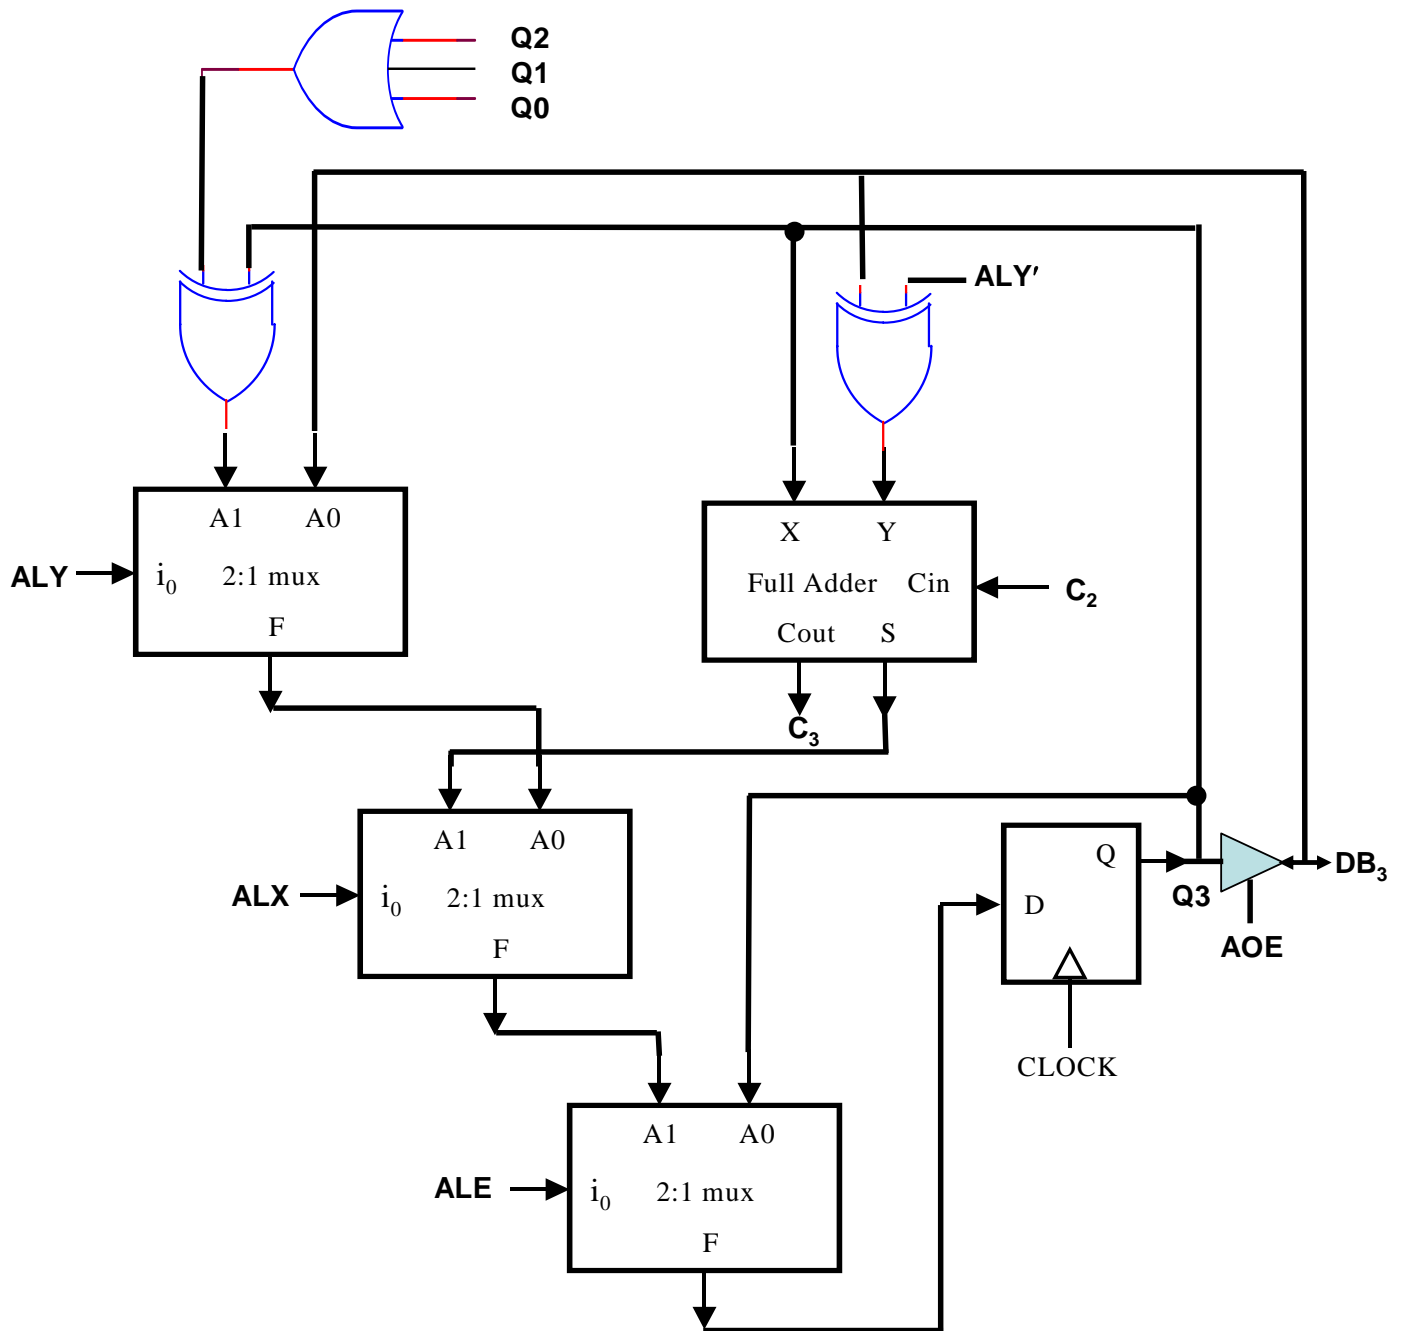 Q2
Q1
Q0
ALY′
A1 A0
ALY
i₀ 2:1 mux
F
X Y
Full Adder Cin
Cout S
C₂
C₃
A1 A0
ALX
i₀ 2:1 mux
F
Q
D
Q3
DB₃
AOE
CLOCK
A1 A0
ALE
i₀ 2:1 mux
F